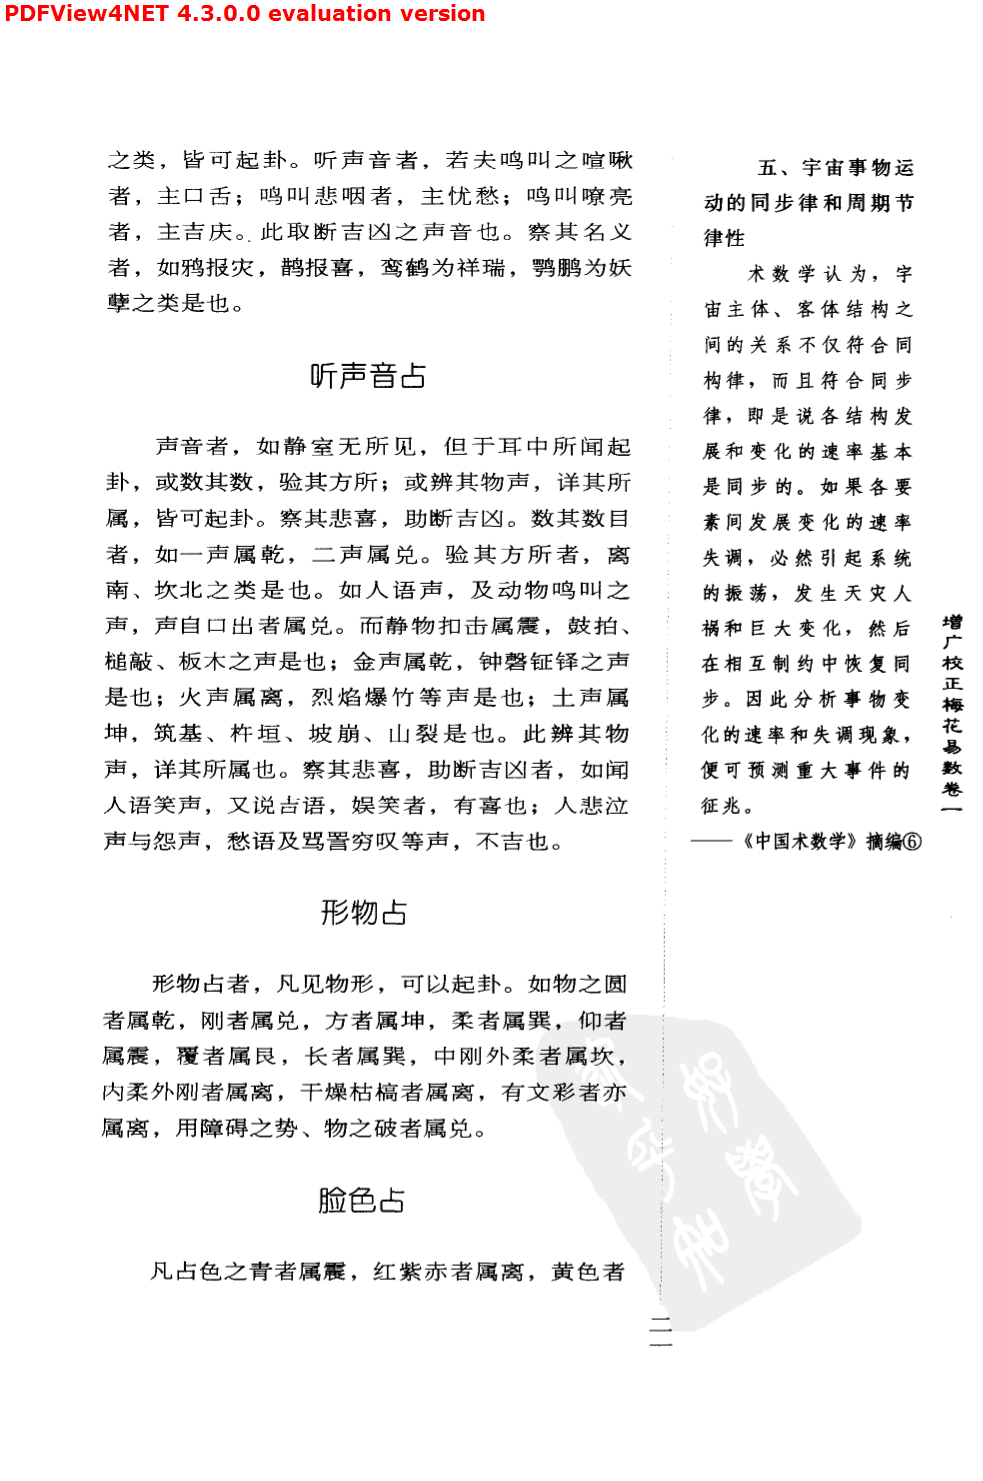 PDFView4NET 4.3.0.0 evaluation version
之类，皆可起卦。听声音者，若夫鸣叫之喧啾
者，主口舌；鸣叫悲咽者，主忧愁；鸣叫嘹亮
者，主吉庆。此取断吉凶之声音也。察其名义
者，如鸦报灾，鹊报喜，鸾鹤为祥瑞，鹗鹏为妖
孽之类是也。
听声音占
声音者，如静室无所见，但于耳中所闻起
卦，或数其数，验其方所；或辨其物声，详其所
属，皆可起卦。察其悲喜，助断吉凶。数其数目
者，如一声属乾，二声属兑。验其方所者，离
南、坎北之类是也。如人语声，及动物鸣叫之
声，声自口出者属兑。而静物扣击属震，鼓拍、
槌敲、板木之声是也；金声属乾，钟磬钲铎之声
是也；火声属离，烈焰爆竹等声是也；土声属
坤，筑基、杵垣、坡崩、山裂是也。此辨其物
声，详其所属也。察其悲喜，助断吉凶者，如闻
人语笑声，又说吉语，娱笑者，有喜也；人悲泣
声与怨声，愁语及骂詈穷叹等声，不吉也。
形物占
形物占者，凡见物形，可以起卦。如物之圆
者属乾，刚者属兑，方者属坤，柔者属巽，仰者
属震，覆者属艮，长者属巽，中刚外柔者属坎，
内柔外刚者属离，干燥枯槁者属离，有文彩者亦
属离，用障碍之势、物之破者属兑。
脸色占
凡占色之青者属震，红紫赤者属离，黄色者
五、宇宙事物运
动的同步律和周期节
律性
术数学认为，宇
宙主体、客体结构之
间的关系不仅符合同
构律，而且符合同步
律，即是说各结构发
展和变化的速率基本
是同步的。如果各要
素间发展变化的速率
失调，必然引起系统
的振荡，发生天灾人
祸和巨大变化，然后
在相互制约中恢复同
步。因此分析事物变
化的速率和失调现象，
便可预测重大事件的
征兆。
——《中国术数学》摘编⑥
增广校正梅花易数卷一
二一